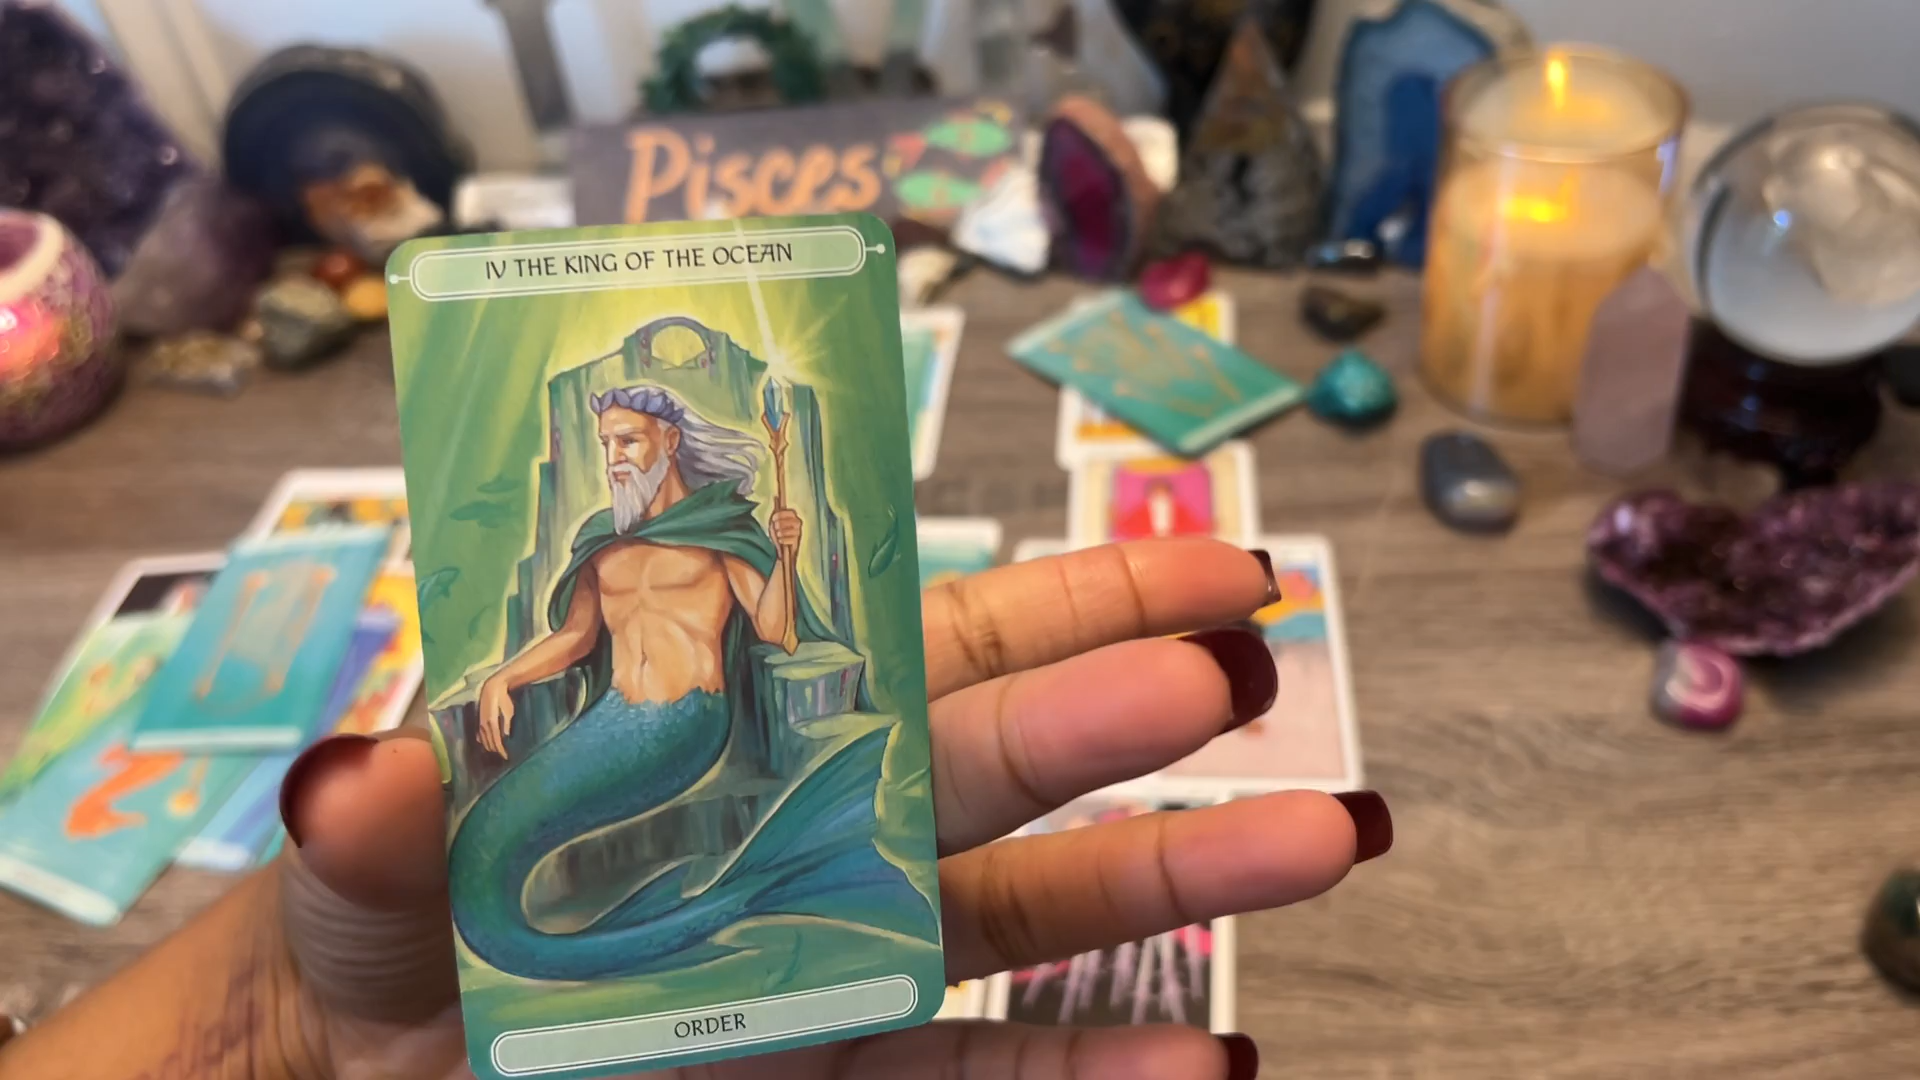 Pisces
IV THE KING OF THE OCEAN
ORDER